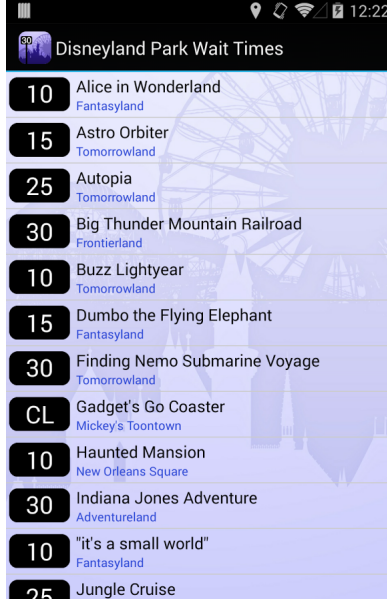 12:22
30
Disneyland Park Wait Times
10
Alice in Wonderland
Fantasyland
15
Astro Orbiter
Tomorrowland
25
Autopia
Tomorrowland
30
Big Thunder Mountain Railroad
Frontierland
10
Buzz Lightyear
Tomorrowland
15
Dumbo the Flying Elephant
Fantasyland
30
Finding Nemo Submarine Voyage
Tomorrowland
CL
Gadget's Go Coaster
Mickey's Toontown
10
Haunted Mansion
New Orleans Square
30
Indiana Jones Adventure
Adventureland
10
"it's a small world"
Fantasyland
25
Jungle Cruise